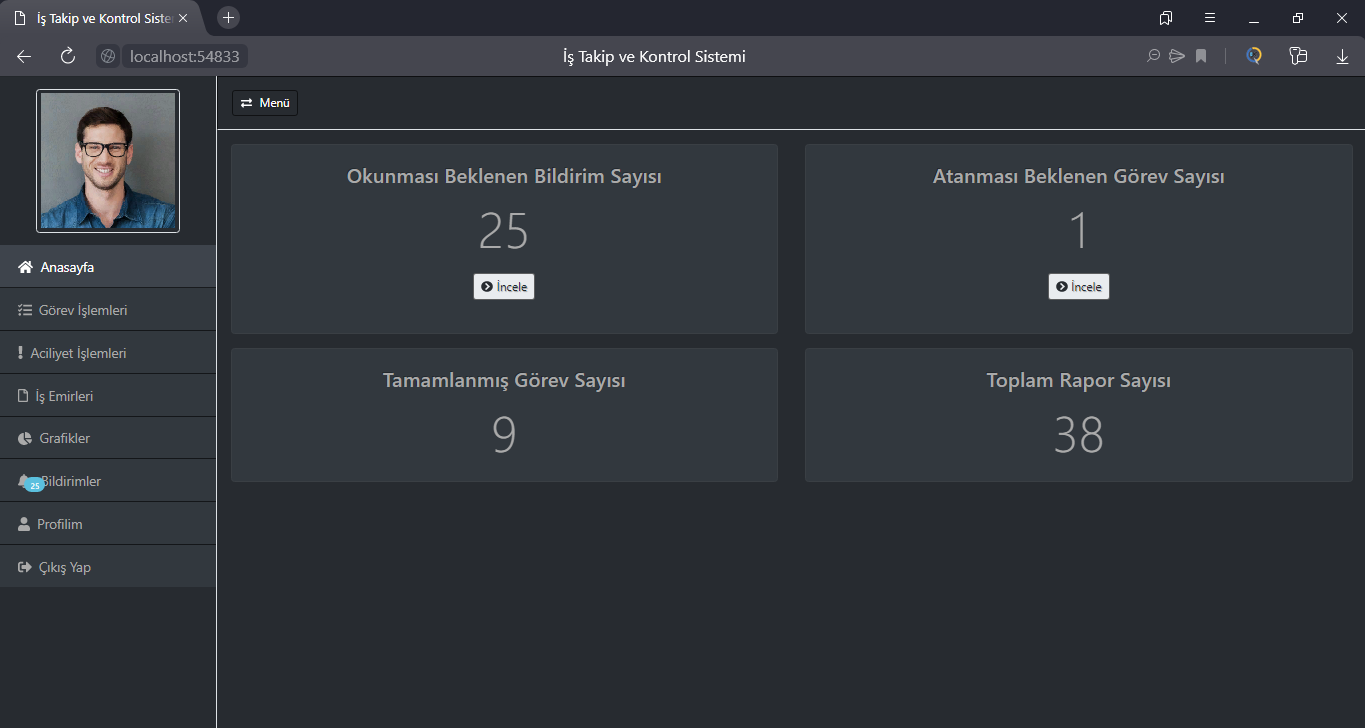 İş Takip ve Kontrol Siste
localhost:54833
İş Takip ve Kontrol Sistemi
Menü
Anasayfa
Görev İşlemleri
Aciliyet İşlemleri
İş Emirleri
Grafikler
25
Bildirimler
Profilim
Çıkış Yap
Okunması Beklenen Bildirim Sayısı
25
İncele
Atanması Beklenen Görev Sayısı
1
İncele
Tamamlanmış Görev Sayısı
9
Toplam Rapor Sayısı
38